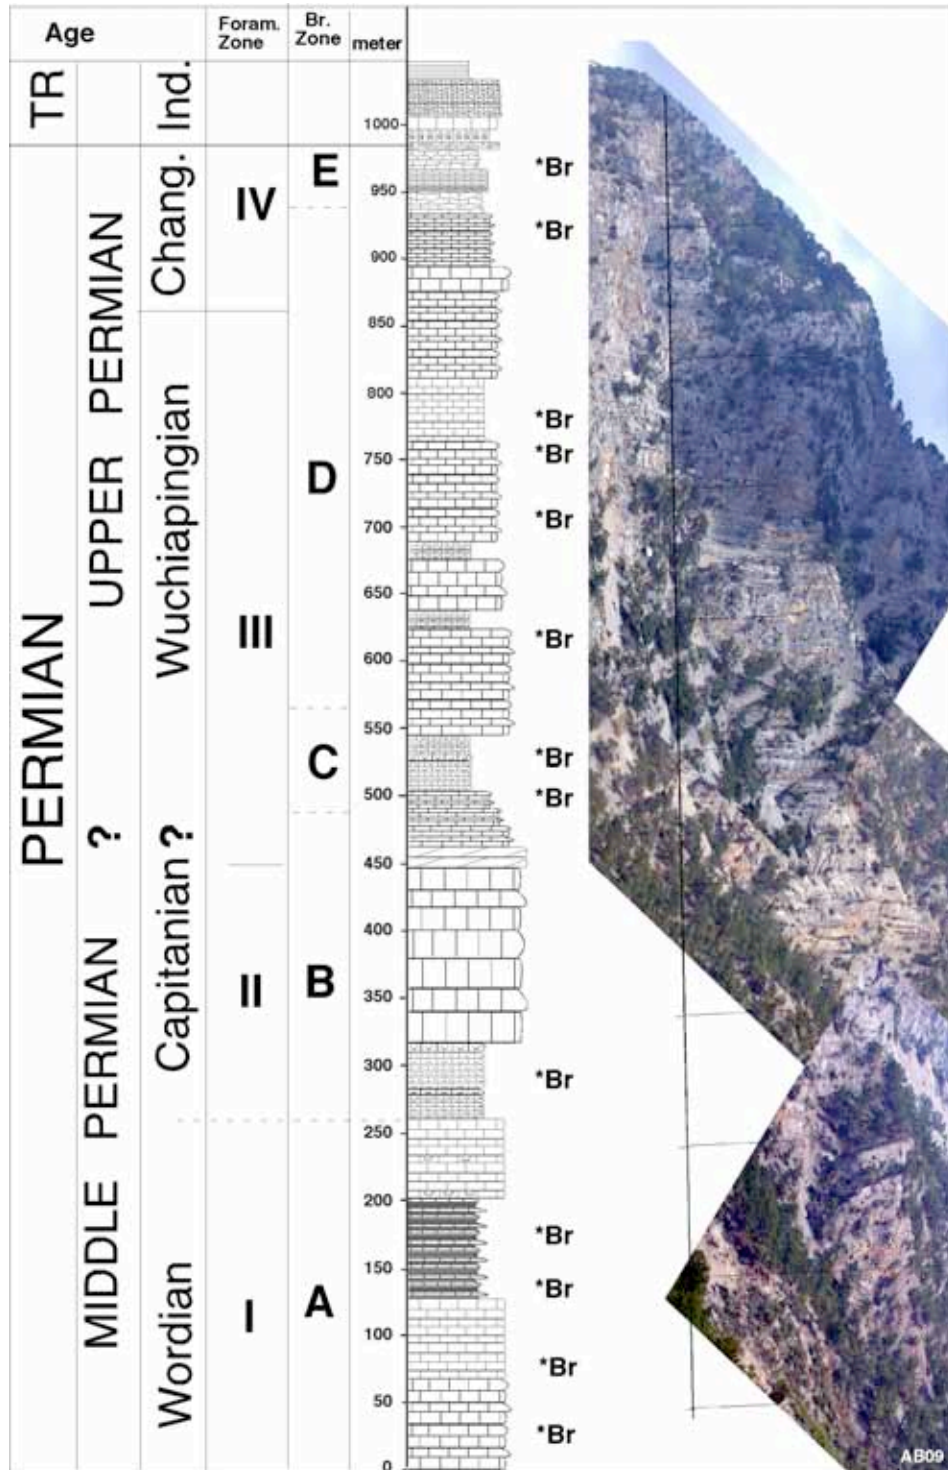 Age
Foram. Zone
Br. Zone
meter
TR
Ind.
1000
PERMIAN
UPPER PERMIAN
Chang.
IV
E
*Br
950
*Br
900
850
Wuchiapingian
III
D
800
*Br
*Br
750
*Br
700
650
*Br
600
550
C
*Br
*Br
500
?
?
450
MIDDLE PERMIAN
Capitanian
II
B
400
350
300
*Br
250
Wordian
I
A
200
*Br
150
*Br
100
*Br
50
*Br
0
AB09